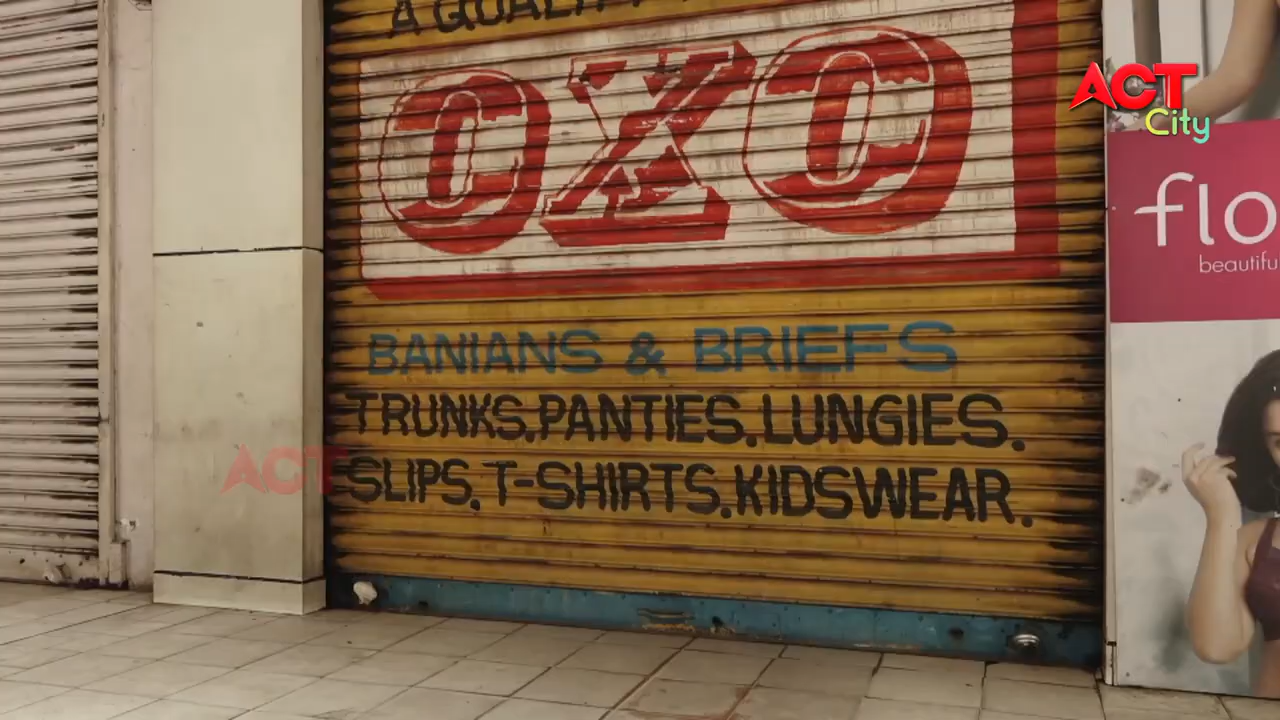 A QUALITY
OXO
BANIANS & BRIEFS
TRUNKS.PANTIES.LUNGIES.
SLIPS.T-SHIRTS.KIDSWEAR.
ACT
City
flo
beautiful
ACT